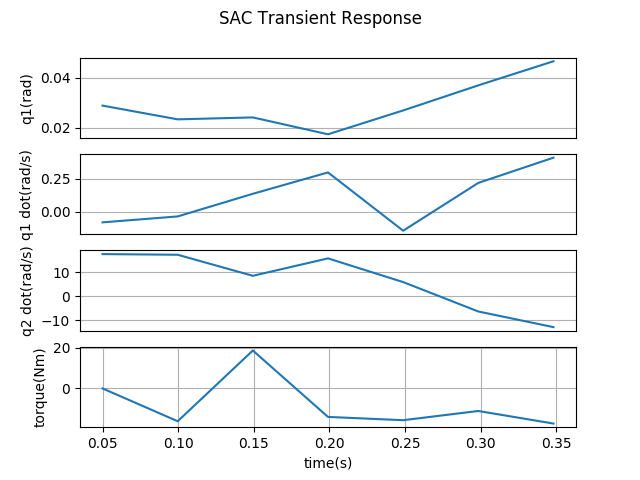 SAC Transient Response
q1(rad)
0.04
0.02
q1 dot(rad/s)
0.25
0.00
q2 dot(rad/s)
10
0
−10
torque(Nm)
20
0
0.05 0.10 0.15 0.20 0.25 0.30 0.35
time(s)